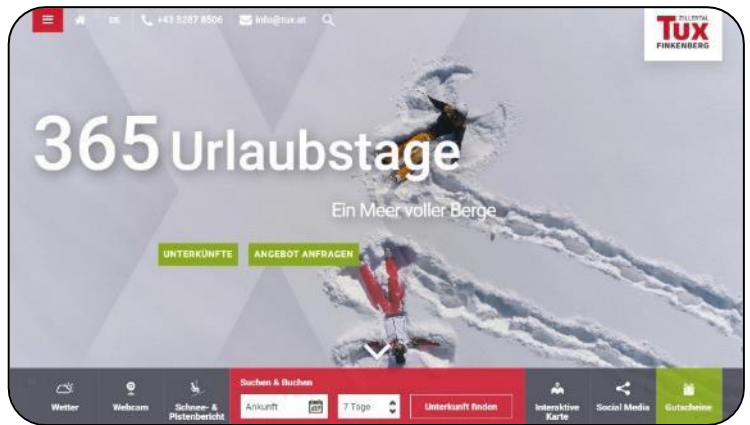 DE
+43 5287 8506
info@tux.at
ZILLERTAL
TUX
FINKENBERG
365 Urlaubstage
Ein Meer voller Berge
UNTERKÜNFTE
ANGEBOT ANFRAGEN
Suchen & Buchen
Wetter
Webcam
Schnee- &
Pistenbericht
Ankunft
7 Tage
Unterkunft finden
Interaktive
Karte
Social Media
Gutscheine